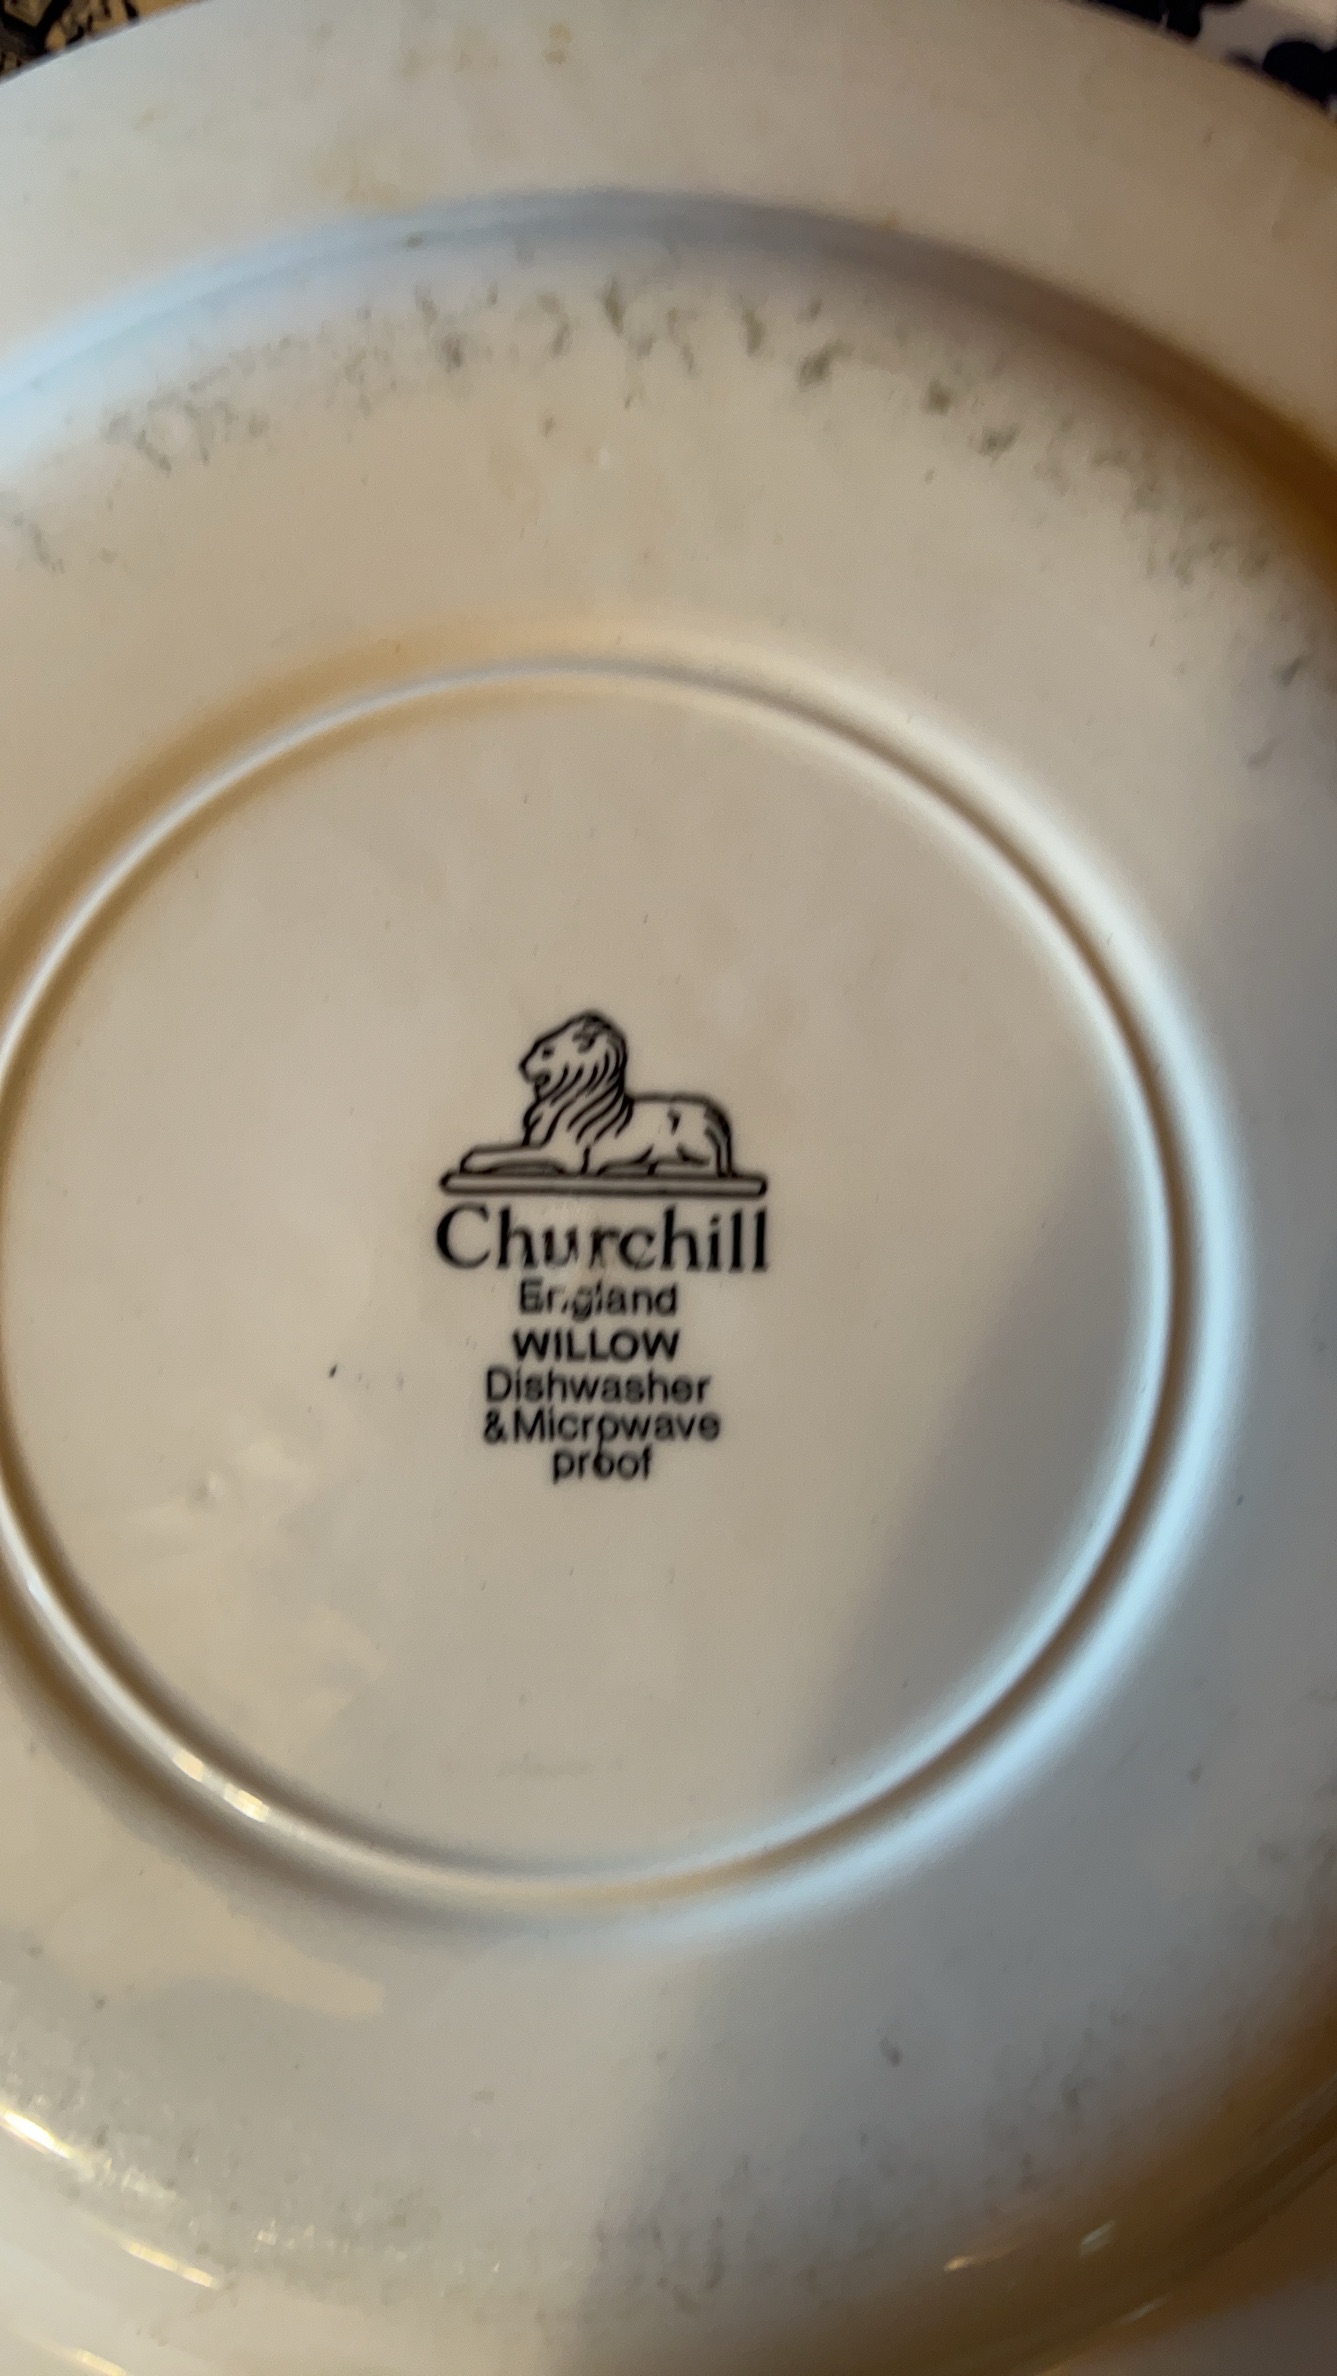 Churchill
England
WILLOW
Dishwasher
&Microwave
proof